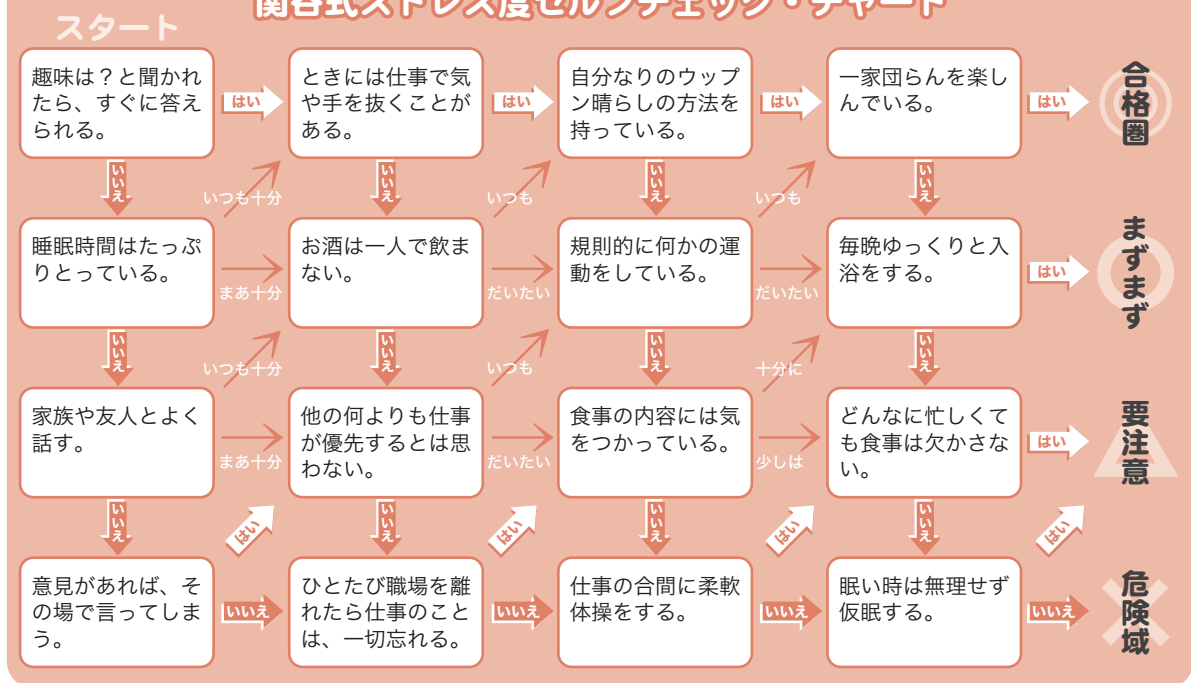 関谷式ストレス度セルフチェック・チャート
スタート
趣味は？と聞かれ
たら、すぐに答え
られる。
はい
ときには仕事で気
や手を抜くことが
ある。
はい
自分なりのウップ
ン晴らしの方法を
持っている。
はい
一家団らんを楽し
んでいる。
はい
合格圏
いいえ
いいえ
いいえ
いいえ
いつも十分
いつも
いつも
睡眠時間はたっぷ
りとっている。
まあ十分
お酒は一人で飲ま
ない。
だいたい
規則的に何かの運
動をしている。
だいたい
毎晩ゆっくりと入
浴をする。
はい
まずまず
いいえ
いいえ
いいえ
いいえ
いつも十分
いつも
十分に
家族や友人とよく
話す。
まあ十分
他の何よりも仕事
が優先するとは思
わない。
だいたい
食事の内容には気
をつかっている。
少しは
どんなに忙しくて
も食事は欠かさな
い。
はい
要注意
いいえ
はい
いいえ
はい
いいえ
はい
いいえ
はい
意見があれば、そ
の場で言ってしま
う。
いいえ
ひとたび職場を離
れたら仕事のこと
は、一切忘れる。
いいえ
仕事の合間に柔軟
体操をする。
いいえ
眠い時は無理せず
仮眠する。
いいえ
危険域